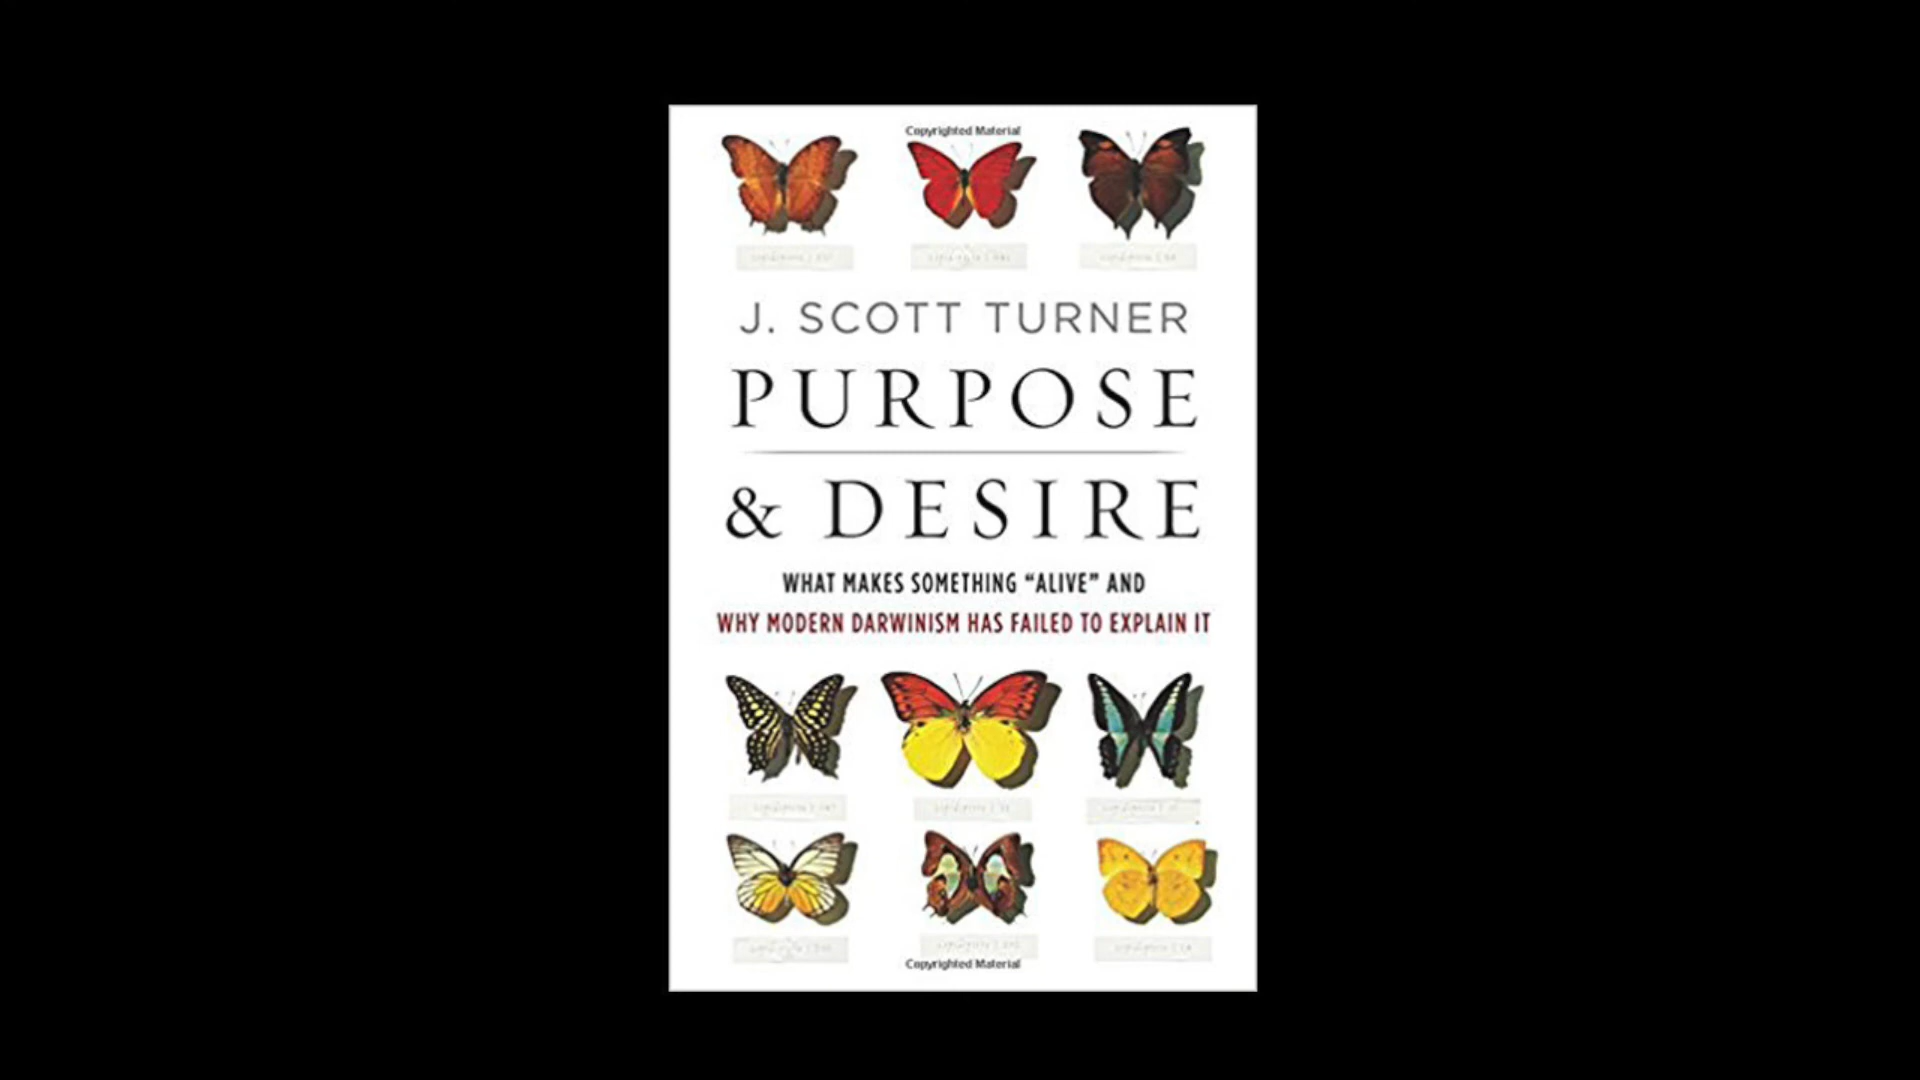 Copyrighted Material
J. SCOTT TURNER
PURPOSE
& DESIRE
WHAT MAKES SOMETHING “ALIVE” AND
WHY MODERN DARWINISM HAS FAILED TO EXPLAIN IT
Copyrighted Material